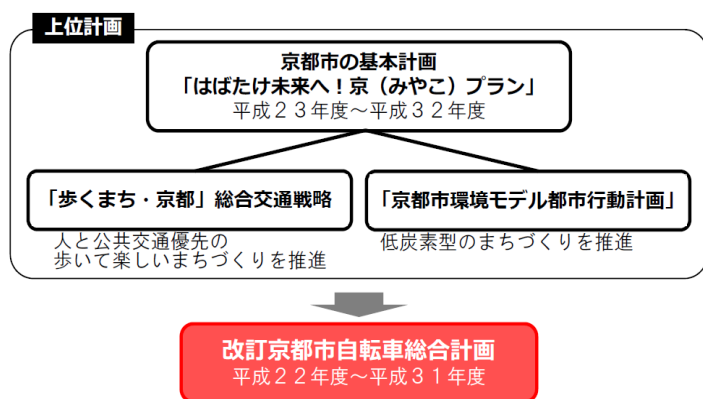 上位計画
京都市の基本計画
「はばたけ未来へ！京（みやこ）プラン」
平成２３年度～平成３２年度
「歩くまち・京都」総合交通戦略
人と公共交通優先の
歩いて楽しいまちづくりを推進
「京都市環境モデル都市行動計画」
低炭素型のまちづくりを推進
改訂京都市自転車総合計画
平成２２年度～平成３１年度